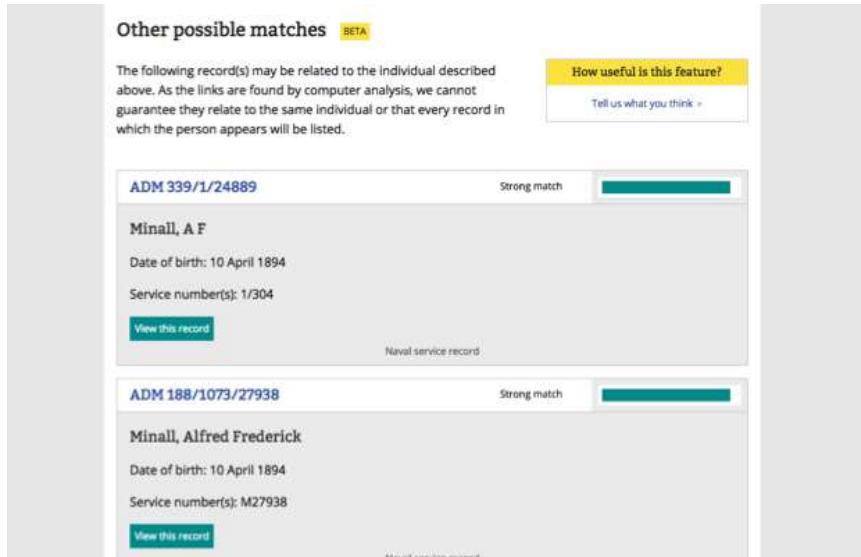 Other possible matches BETA
The following record(s) may be related to the individual described
above. As the links are found by computer analysis, we cannot
guarantee they relate to the same individual or that every record in
which the person appears will be listed.
How useful is this feature?
Tell us what you think »
ADM 339/1/24889 Strong match
Minall, A F
Date of birth: 10 April 1894
Service number(s): 1/304
View this record
Naval service record
ADM 188/1073/27938 Strong match
Minall, Alfred Frederick
Date of birth: 10 April 1894
Service number(s): M27938
View this record